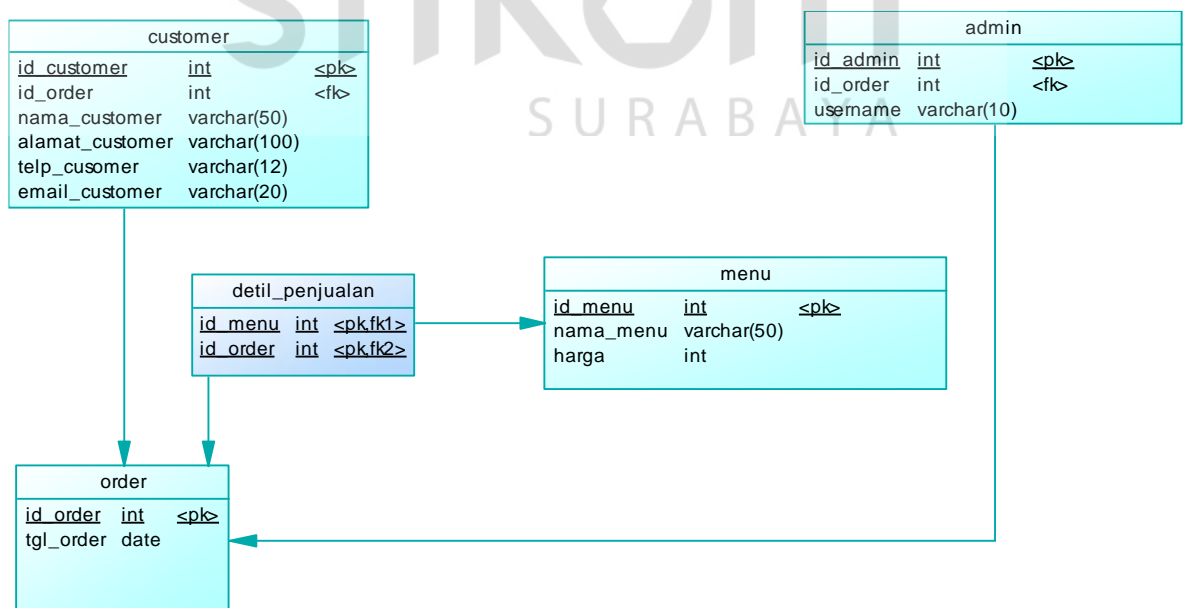 customer
id_customer int <pk>
id_order int <fk>
nama_customer varchar(50)
alamat_customer varchar(100)
telp_cusomer varchar(12)
email_customer varchar(20)
admin
id_admin int <pk>
id_order int <fk>
username varchar(10)
SURABAYA
detil_penjualan
id_menu int <pk,fk1>
id_order int <pk,fk2>
menu
id_menu int <pk>
nama_menu varchar(50)
harga int
order
id_order int <pk>
tgl_order date